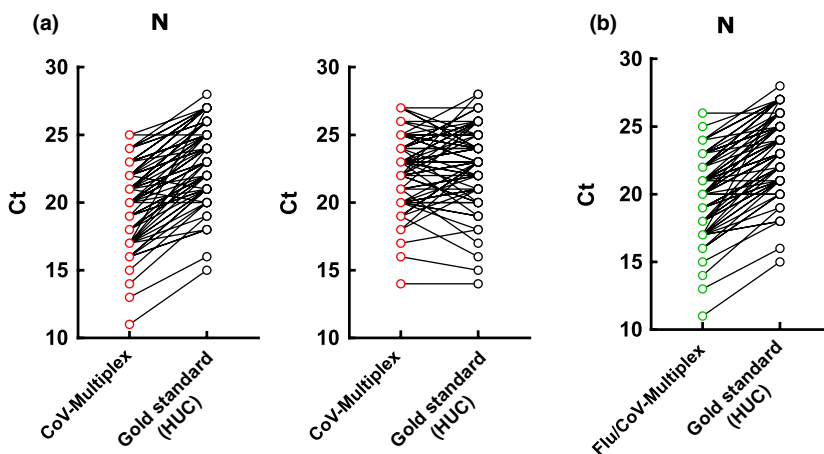 (a)
N
(b)
N
30
25
20
15
10
Ct
CoV-Multiplex
Gold standard
(HUC)
30
25
20
15
10
Ct
CoV-Multiplex
Gold standard
(HUC)
30
25
20
15
10
Ct
Flu/CoV-Multiplex
Gold standard
(HUC)